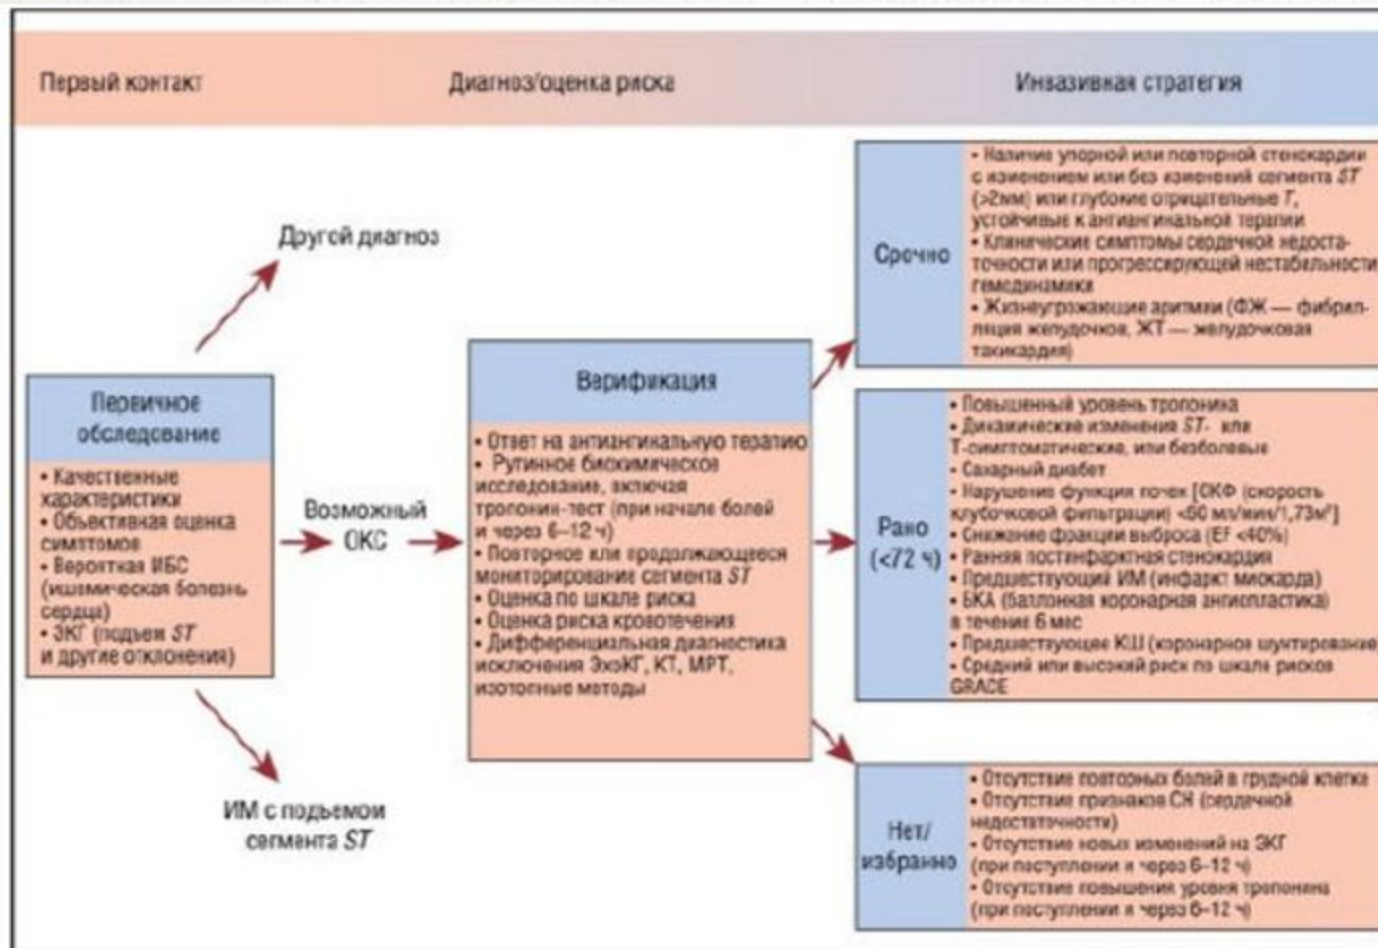 Первый контакт
Диагноз/оценка риска
Инвазивная стратегия
Другой диагноз
Первичное
обследование
• Качественные
характеристики
• Объективная оценка
симптомов
• Вероятная ИБС
(ишемическая болезнь
сердца)
• ЭКГ (подъем ST
и другие отклонения)
ИМ с подъемом
сегмента ST
Возможный
ОКС
Верификация
• Ответ на антиангинальную терапию
• Рутинное биохимическое
исследование, включая
тропонин-тест (при начале болей
и через 6–12 ч)
• Повторное или продолжающееся
мониторирование сегмента ST
• Оценка по шкале риска
• Оценка риска кровотечения
• Дифференциальная диагностика
исключения ЭхоКГ, КТ, МРТ,
изотопные методы
Срочно
• Наличие упорной или повторной стенокардии
с изменением или без изменений сегмента ST
(>2мм) или глубокие отрицательные T,
устойчивые к антиангинальной терапии
• Клинические симптомы сердечной недоста-
точности или прогрессирующей нестабильности
гемодинамики
• Жизнеугрожающие аритмии (ФЖ — фибрил-
ляция желудочков, ЖТ — желудочковая
тахикардия)
Рано
(<72 ч)
• Повышенный уровень тропонина
• Динамические изменения ST- или
Т-симптоматические, или безболевые
• Сахарный диабет
• Нарушение функции почек [СКФ (скорость
клубочковой фильтрации) <60 мл/мин/1,73м²]
• Снижение фракции выброса (EF <40%)
• Ранняя постинфарктная стенокардия
• Предшествующий ИМ (инфаркт миокарда)
• БКА (баллонная коронарная ангиопластика)
в течение 6 мес
• Предшествующее КШ (коронарное шунтирование
• Средний или высокий риск по шкале рисков
GRACE
Нет/
избранно
• Отсутствие повторных болей в грудной клетке
• Отсутствие признаков СН (сердечной
недостаточности)
• Отсутствие новых изменений на ЭКГ
(при поступлении и через 6–12 ч)
• Отсутствие повышения уровня тропонина
(при поступлении и через 6–12 ч)